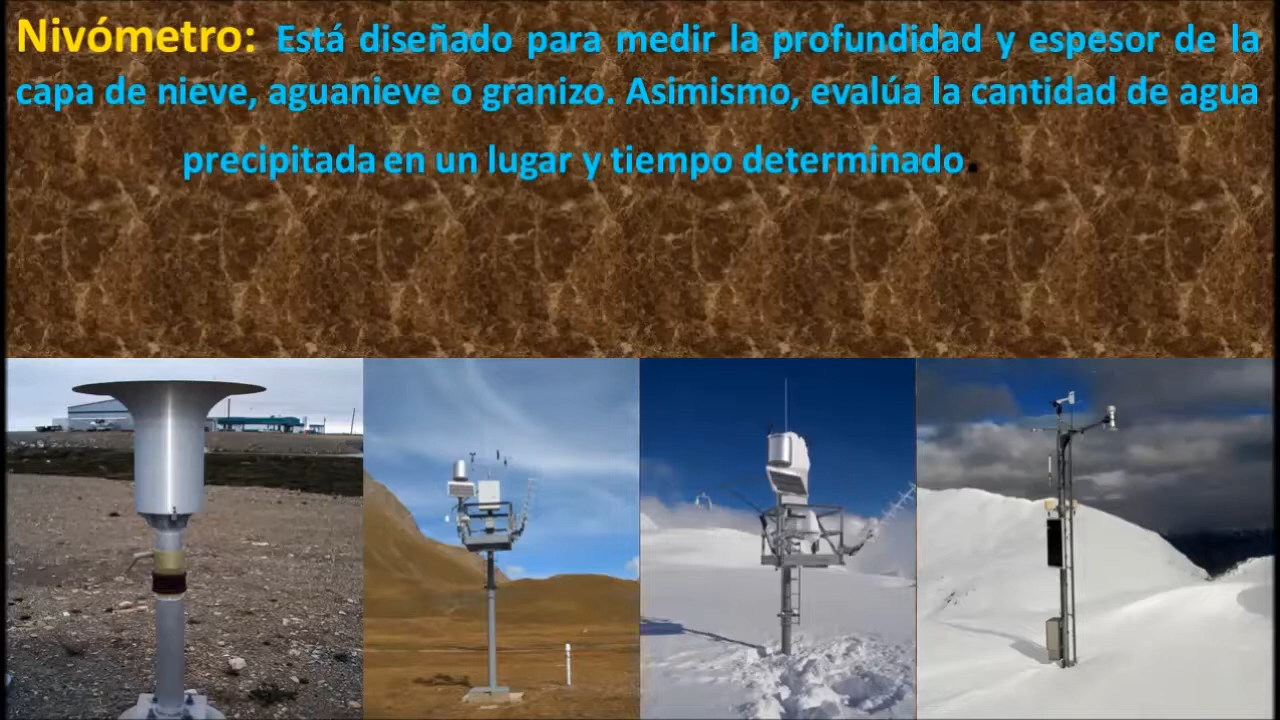 Nivómetro: Está diseñado para medir la profundidad y espesor de la
capa de nieve, aguanieve o granizo. Asimismo, evalúa la cantidad de agua
precipitada en un lugar y tiempo determinado.